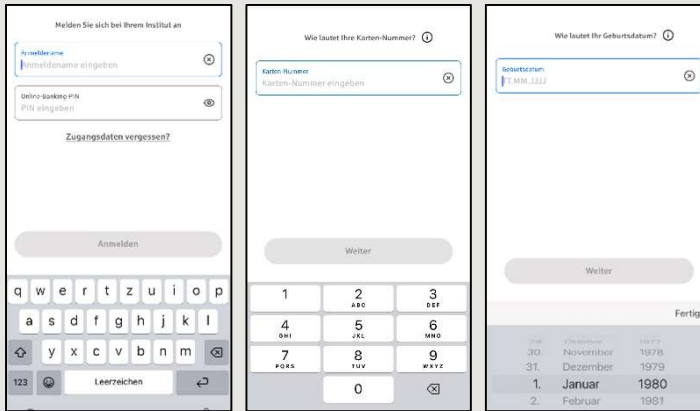 Melden Sie sich bei Ihrem Institut an
Anmeldename
Anmeldename eingeben
Online-Banking-PIN
PIN eingeben
Zugangsdaten vergessen?
Anmelden
q w e r t z u i o p
a s d f g h j k l
y x c v b n m
123 Leerzeichen
Wie lautet Ihre Karten-Nummer?
Karten-Nummer
Karten-Nummer eingeben
Weiter
1 2 3
ABC DEF
4 5 6
GHI JKL MNO
7 8 9
PQRS TUV WXYZ
0
Wie lautet Ihr Geburtsdatum?
Geburtsdatum
TT.MM.JJJJ
Weiter
Fertig
30. November 1978
31. Dezember 1979
1. Januar 1980
2. Februar 1981